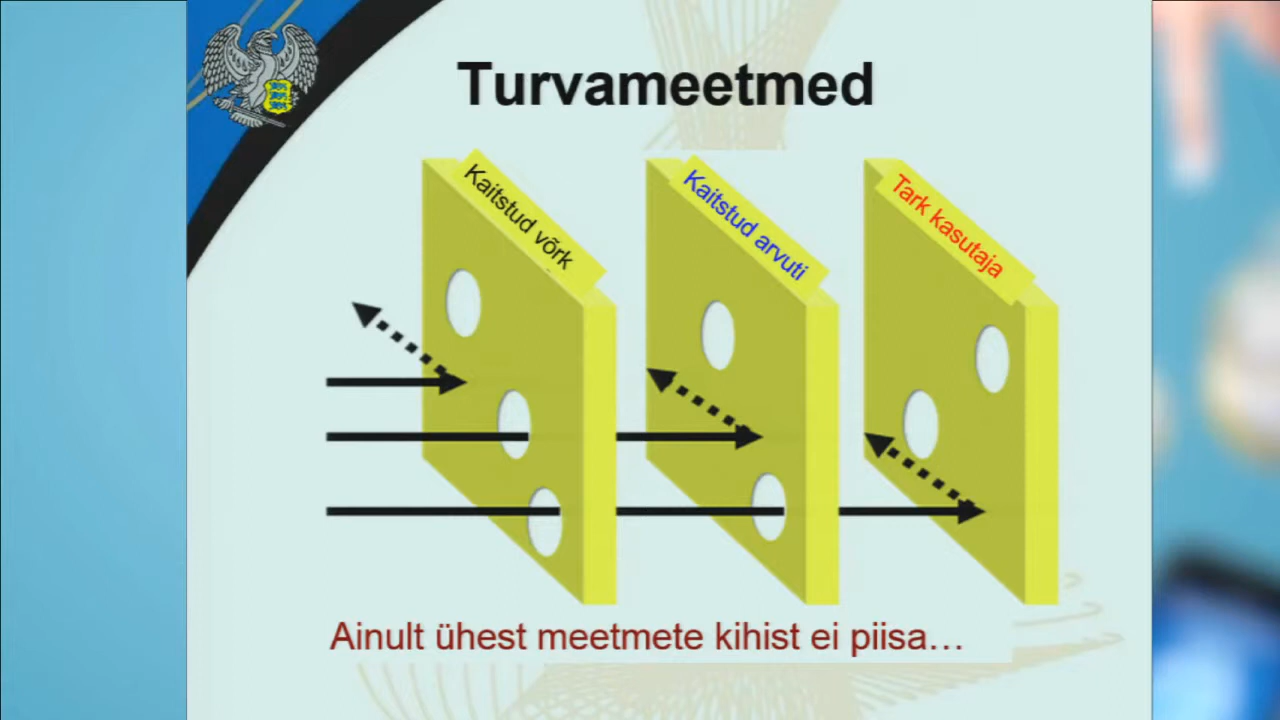 Turvameetmed
Kaitstud võrk
Kaitstud arvuti
Tark kasutaja
Ainult ühest meetmete kihist ei piisa…